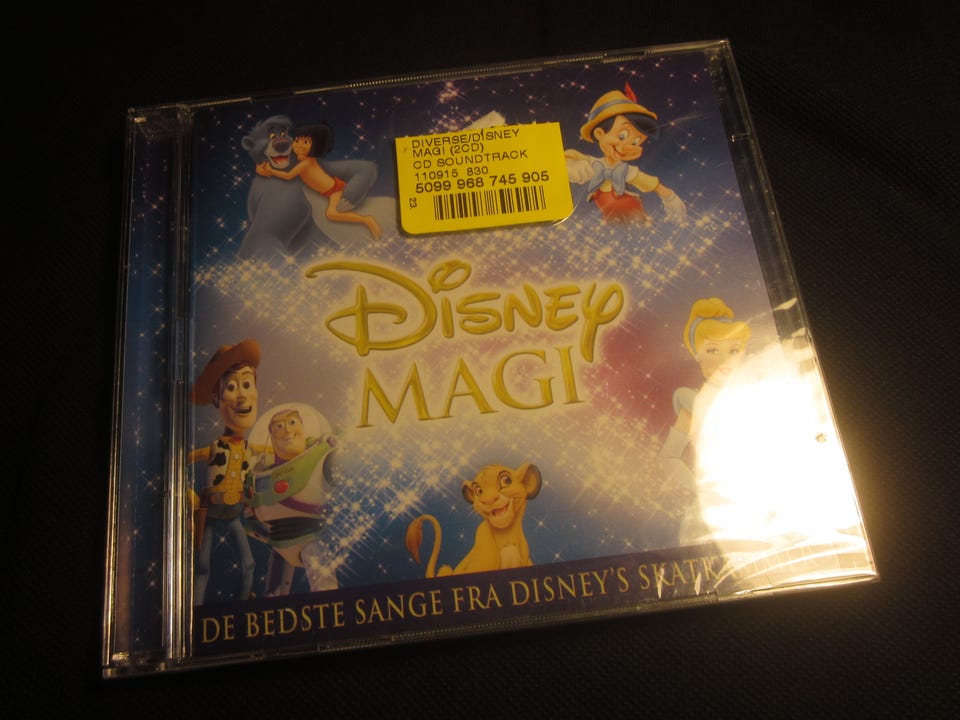 DIVERSE/DISNEY
MAGI (2CD)
CD SOUNDTRACK
110915 830
5099 968 745 905
23.
DISNEY
MAGI
DE BEDSTE SANGE FRA DISNEY'S